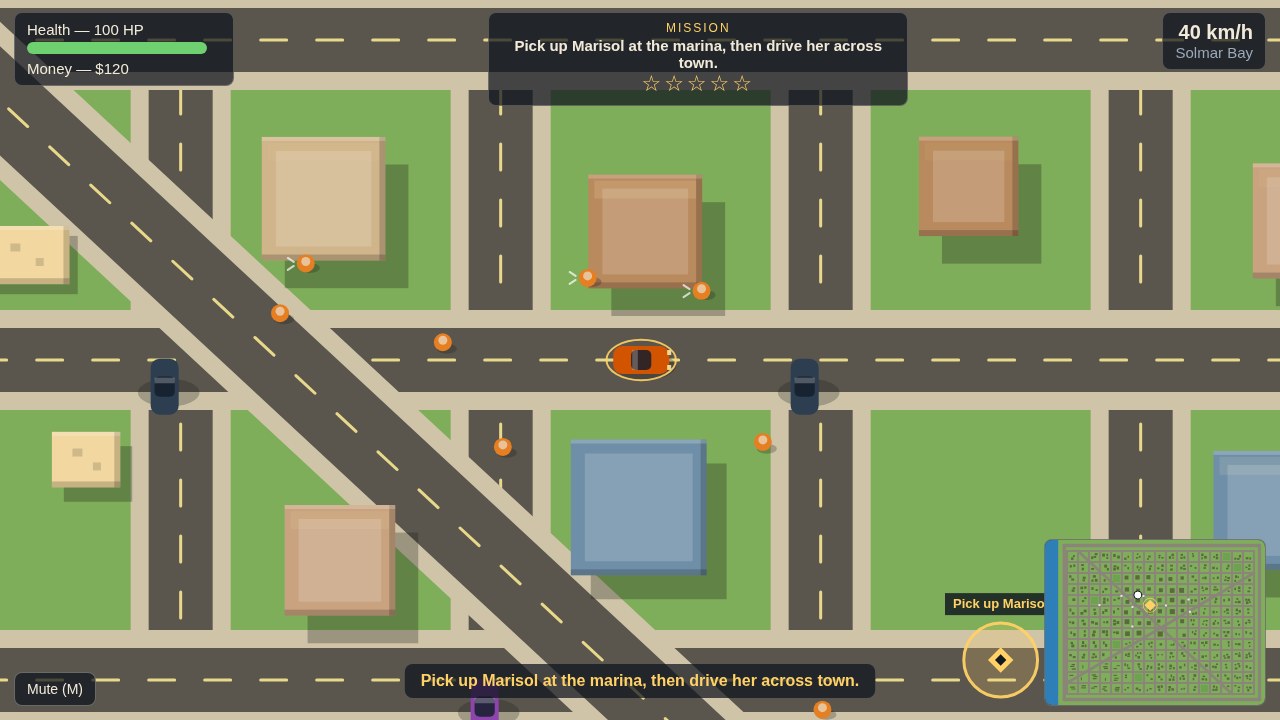 Health — 100 HP
Money — $120
MISSION
Pick up Marisol at the marina, then drive her across
town.
☆☆☆☆☆
40 km/h
Solmar Bay
Pick up Mariso
Mute (M)
Pick up Marisol at the marina, then drive her across town.